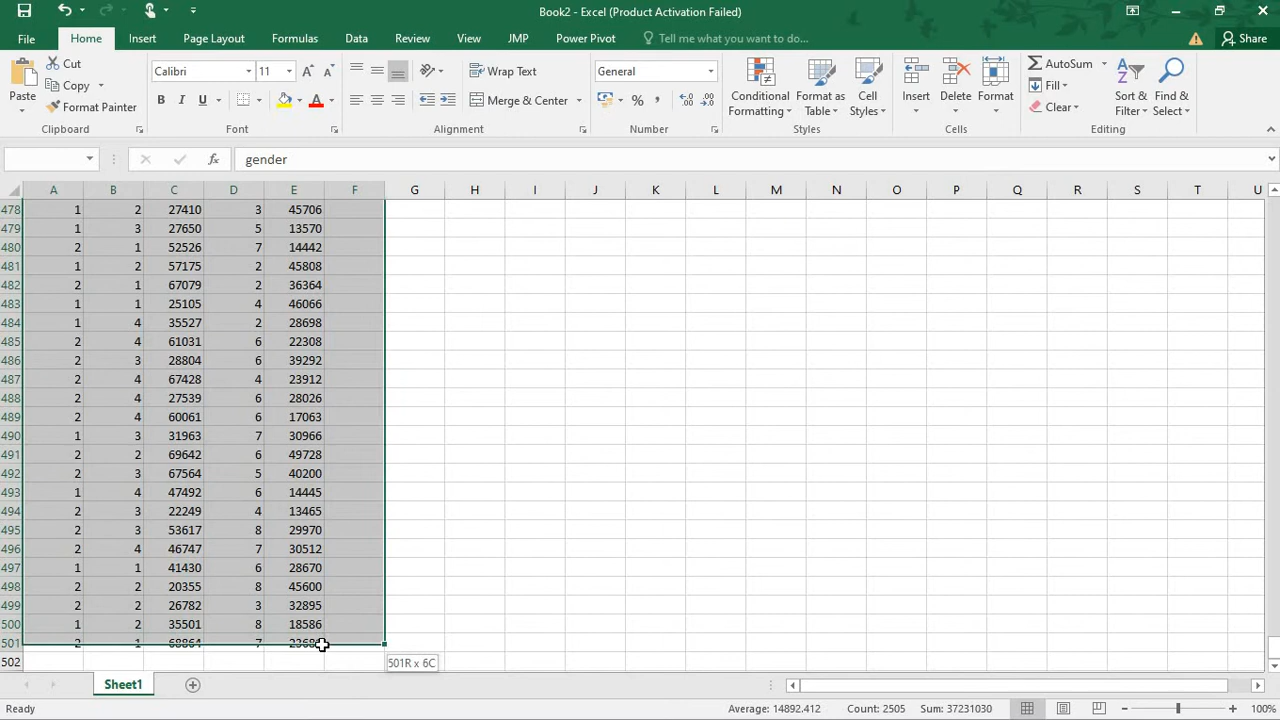 Book2 - Excel (Product Activation Failed)
File Home Insert Page Layout Formulas Data Review View JMP Power Pivot Tell me what you want to do... Share
Cut
Copy
Format Painter
Paste
Clipboard
Calibri 11
B I U A
Font
Wrap Text
Merge & Center
Alignment
General
%
Number
Conditional Formatting
Format as Table
Cell Styles
Styles
Insert
Delete
Format
Cells
AutoSum
Fill
Clear
Sort & Filter
Find & Select
Editing
fx gender
A B C D E F G H I J K L M N O P Q R S T U
478 1 2 27410 3 45706
479 1 3 27650 5 13570
480 2 1 52526 7 14442
481 1 2 57175 2 45808
482 2 1 67079 2 36364
483 1 1 25105 4 46066
484 1 4 35527 2 28698
485 2 4 61031 6 22308
486 2 3 28804 6 39292
487 2 4 67428 4 23912
488 2 4 27539 6 28026
489 2 4 60061 6 17063
490 1 3 31963 7 30966
491 2 2 69642 6 49728
492 2 3 67564 5 40200
493 1 4 47492 6 14445
494 2 3 22249 4 13465
495 2 3 53617 8 29970
496 2 4 46747 7 30512
497 1 1 41430 6 28670
498 2 2 20355 8 45600
499 2 2 26782 3 32895
500 1 2 35501 8 18586
501 2 1 68864 7
502
501R x 6C
Sheet1
Ready Average: 14892.412 Count: 2505 Sum: 37231030 100%